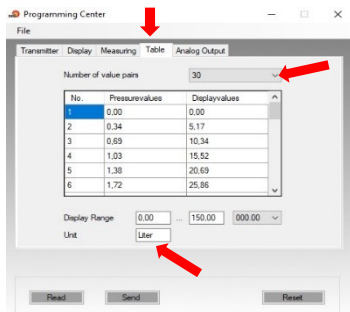 Programming Center
File
Transmitter Display Measuring Table Analog Output
Number of value pairs 30
No. Pressurevalues Displayvalues
1 0,00 0,00
2 0,34 5,17
3 0,69 10,34
4 1,03 15,52
5 1,38 20,69
6 1,72 25,86
Display Range 0,00 ... 150,00 000.00
Unit Liter
Read Send Reset